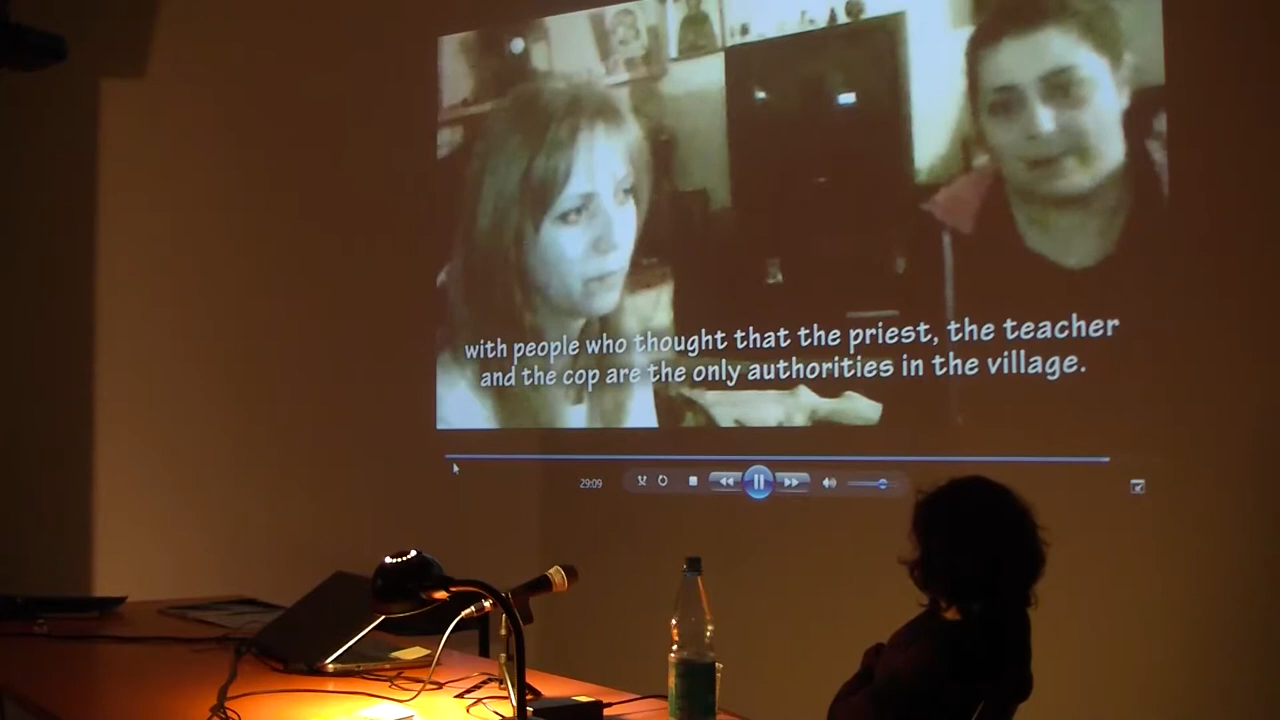 with people who thought that the priest, the teacher
and the cop are the only authorities in the village.
29:09